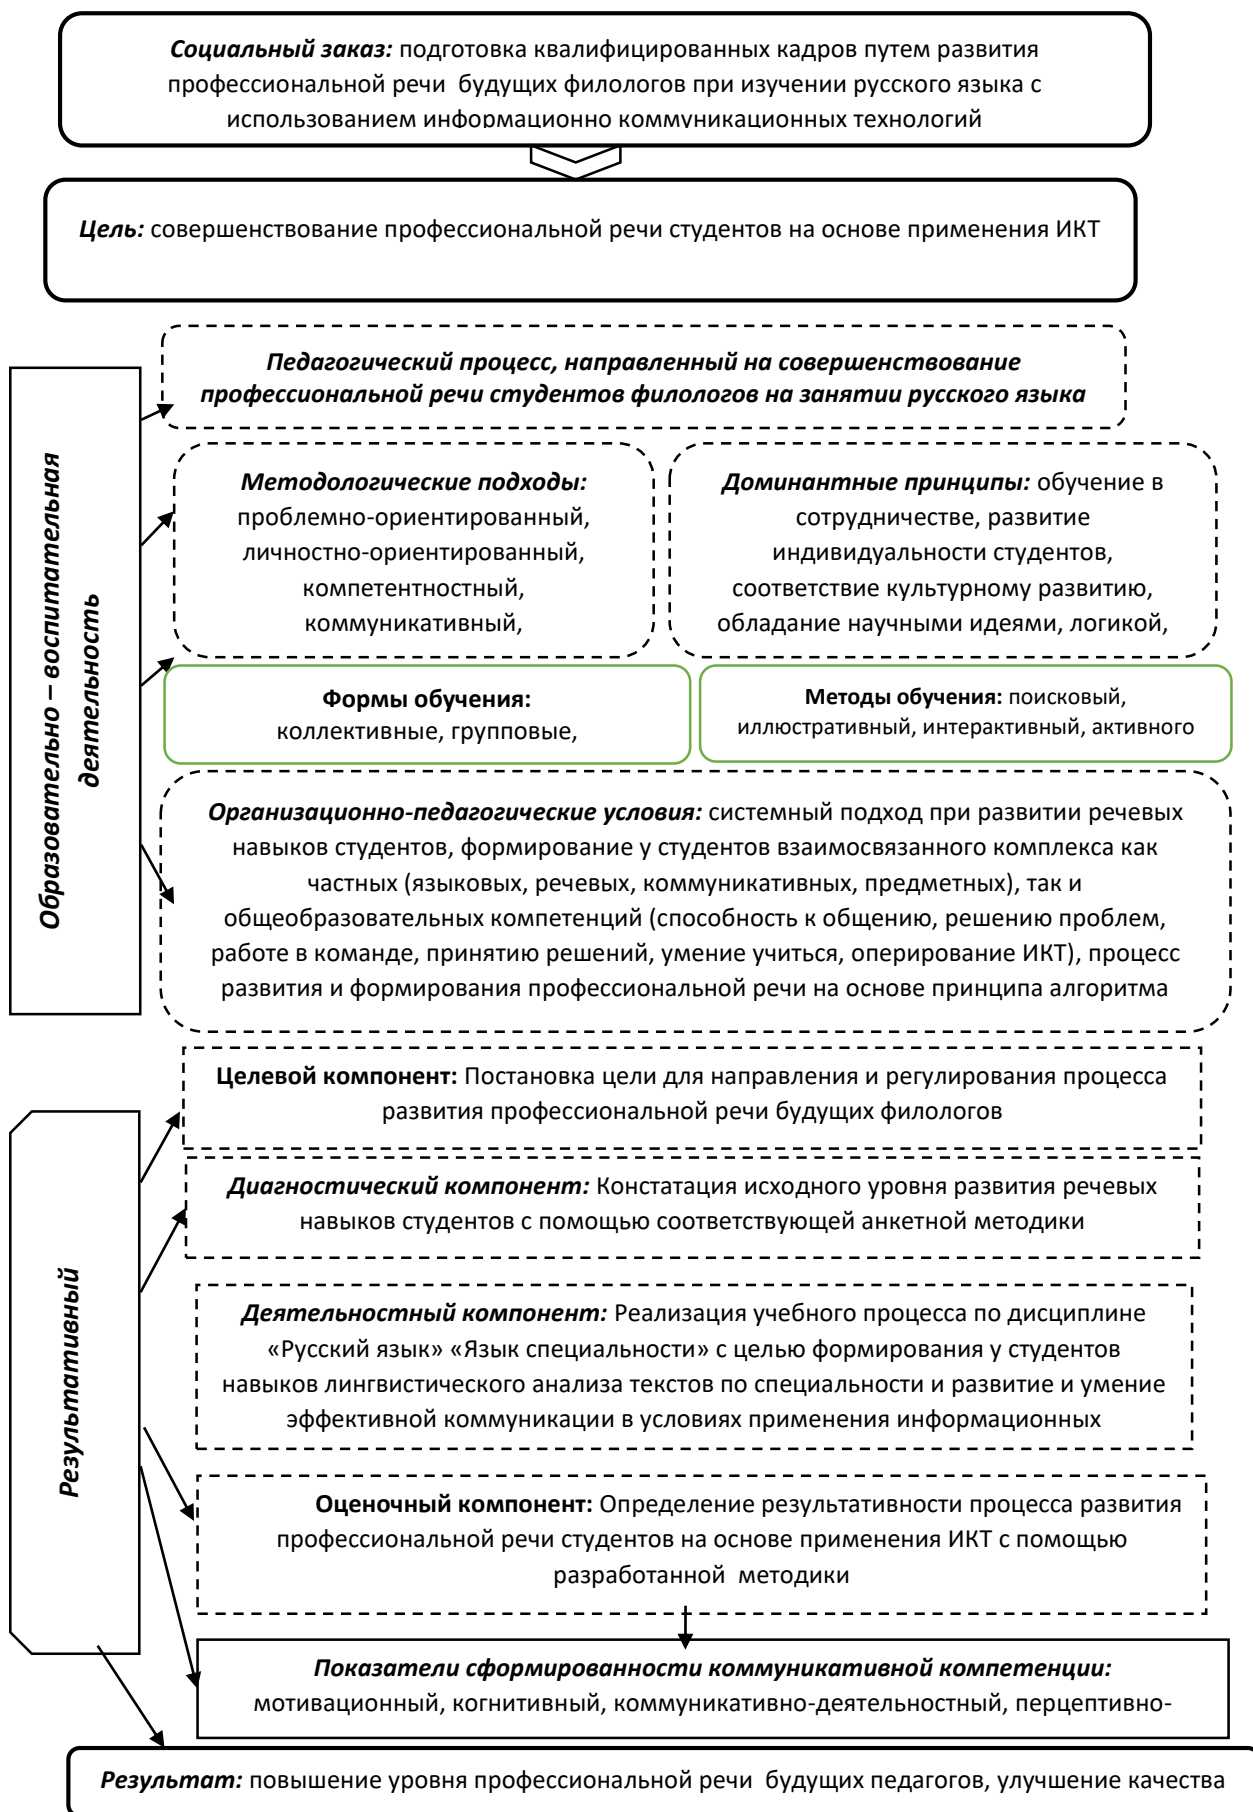 Социальный заказ: подготовка квалифицированных кадров путем развития
профессиональной речи будущих филологов при изучении русского языка с
использованием информационно коммуникационных технологий
Цель: совершенствование профессиональной речи студентов на основе применения ИКТ
Образовательно – воспитательная
деятельность
Педагогический процесс, направленный на совершенствование
профессиональной речи студентов филологов на занятии русского языка
Методологические подходы:
проблемно-ориентированный,
личностно-ориентированный,
компетентностный,
коммуникативный,
Доминантные принципы: обучение в
сотрудничестве, развитие
индивидуальности студентов,
соответствие культурному развитию,
обладание научными идеями, логикой,
Формы обучения:
коллективные, групповые,
Методы обучения: поисковый,
иллюстративный, интерактивный, активного
Организационно-педагогические условия: системный подход при развитии речевых
навыков студентов, формирование у студентов взаимосвязанного комплекса как
частных (языковых, речевых, коммуникативных, предметных), так и
общеобразовательных компетенций (способность к общению, решению проблем,
работе в команде, принятию решений, умение учиться, оперирование ИКТ), процесс
развития и формирования профессиональной речи на основе принципа алгоритма
Результативный
Целевой компонент: Постановка цели для направления и регулирования процесса
развития профессиональной речи будущих филологов
Диагностический компонент: Констатация исходного уровня развития речевых
навыков студентов с помощью соответствующей анкетной методики
Деятельностный компонент: Реализация учебного процесса по дисциплине
«Русский язык» «Язык специальности» с целью формирования у студентов
навыков лингвистического анализа текстов по специальности и развитие и умение
эффективной коммуникации в условиях применения информационных
Оценочный компонент: Определение результативности процесса развития
профессиональной речи студентов на основе применения ИКТ с помощью
разработанной методики
Показатели сформированности коммуникативной компетенции:
мотивационный, когнитивный, коммуникативно-деятельностный, перцептивно-
Результат: повышение уровня профессиональной речи будущих педагогов, улучшение качества